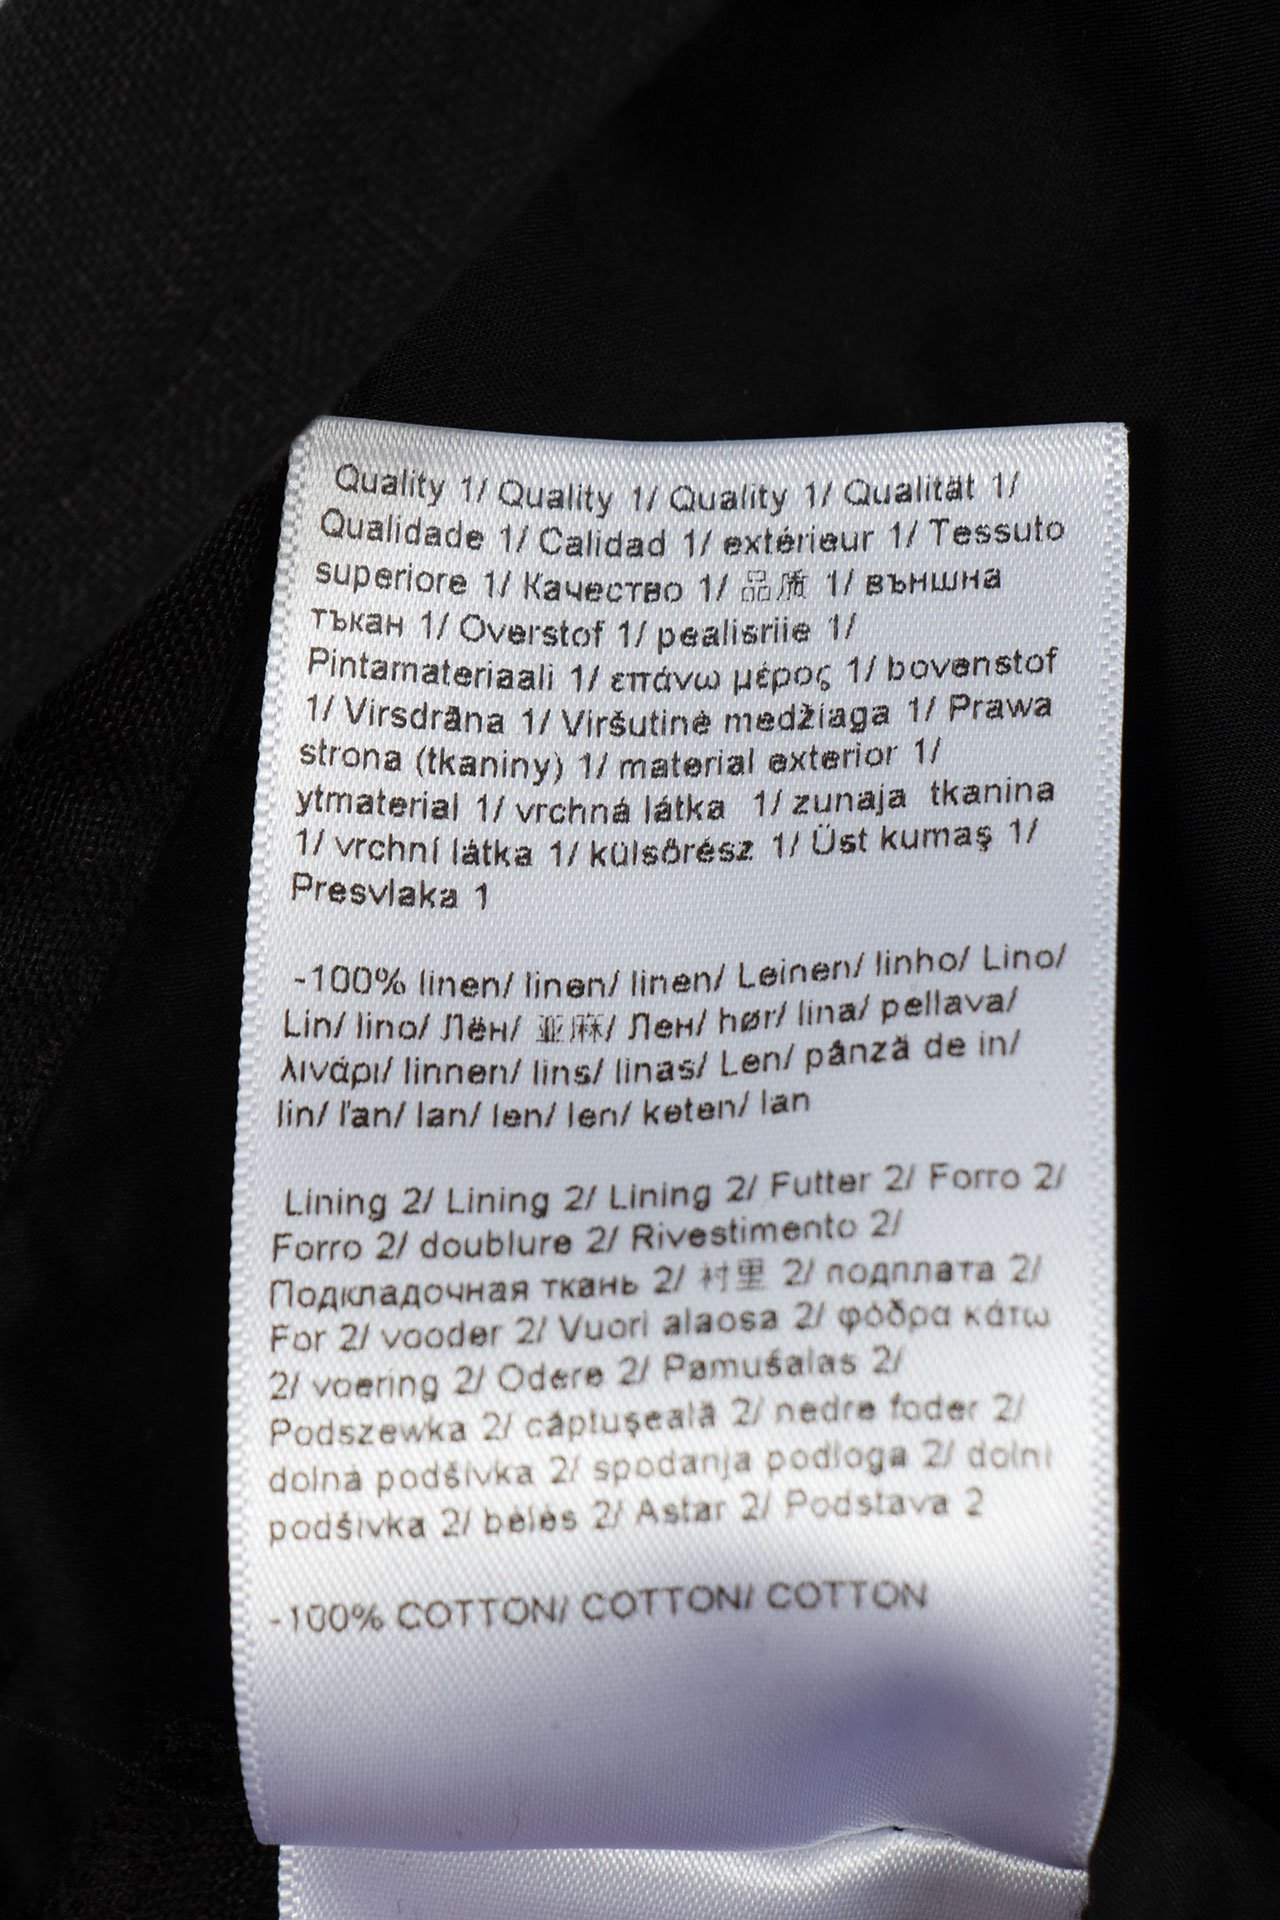 Quality 1/ Quality 1/ Quality 1/ Qualität 1/
Qualidade 1/ Calidad 1/ extérieur 1/ Tessuto
superiore 1/ Качество 1/ 品质 1/ външна
тъкан 1/ Overstof 1/ pealisriie 1/
Pintamateriaali 1/ επάνω μέρος 1/ bovenstof
1/ Virsdrāna 1/ Viršutinė medžiaga 1/ Prawa
strona (tkaniny) 1/ material exterior 1/
ytmaterial 1/ vrchná látka 1/ zunaja tkanina
1/ vrchní látka 1/ külsőrész 1/ Üst kumaş 1/
Presvlaka 1
-100% linen/ linen/ linen/ Leinen/ linho/ Lino/
Lin/ lino/ Лён/ 亚麻/ Лен/ hør/ lina/ pellava/
λινάρι/ linnen/ lins/ linas/ Len/ pânză de in/
lin/ ľan/ lan/ len/ len/ keten/ lan
Lining 2/ Lining 2/ Lining 2/ Futter 2/ Forro 2/
Forro 2/ doublure 2/ Rivestimento 2/
Подкладочная ткань 2/ 衬里 2/ подплата 2/
For 2/ vooder 2/ Vuori alaosa 2/ φόδρα κάτω
2/ voering 2/ Odere 2/ Pamušalas 2/
Podszewka 2/ căptuşeală 2/ nedre foder 2/
dolná podšívka 2/ spodanja podloga 2/ dolní
podšívka 2/ bélés 2/ Astar 2/ Podstava 2
-100% COTTON/ COTTON/ COTTON